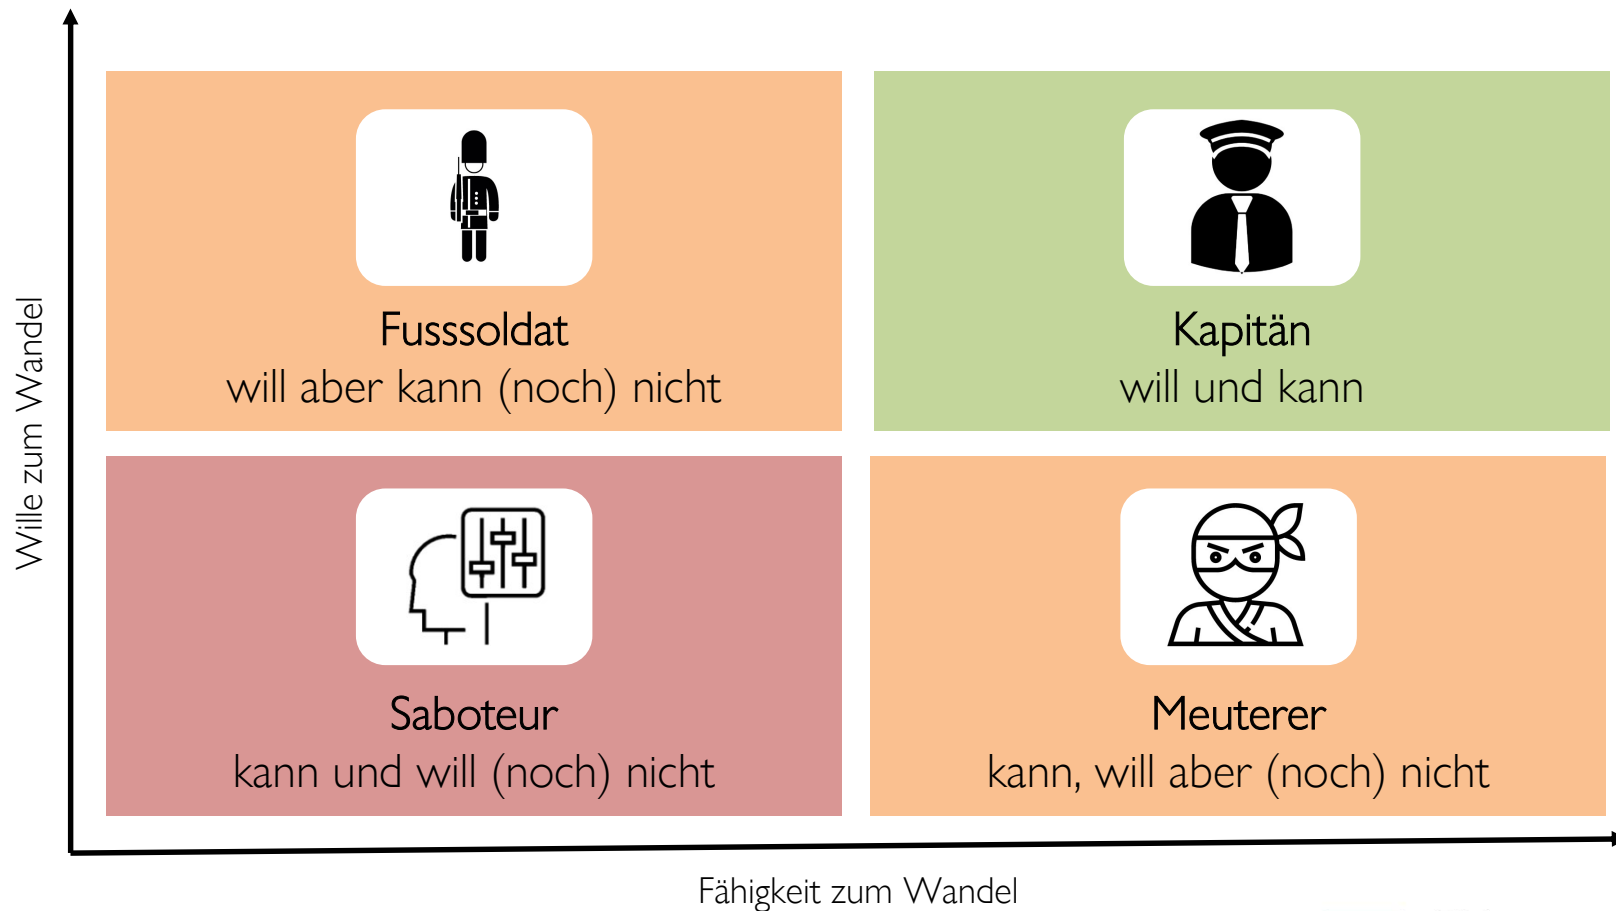 Wille zum Wandel
Fusssoldat
will aber kann (noch) nicht
Kapitän
will und kann
Saboteur
kann und will (noch) nicht
Meuterer
kann, will aber (noch) nicht
Fähigkeit zum Wandel